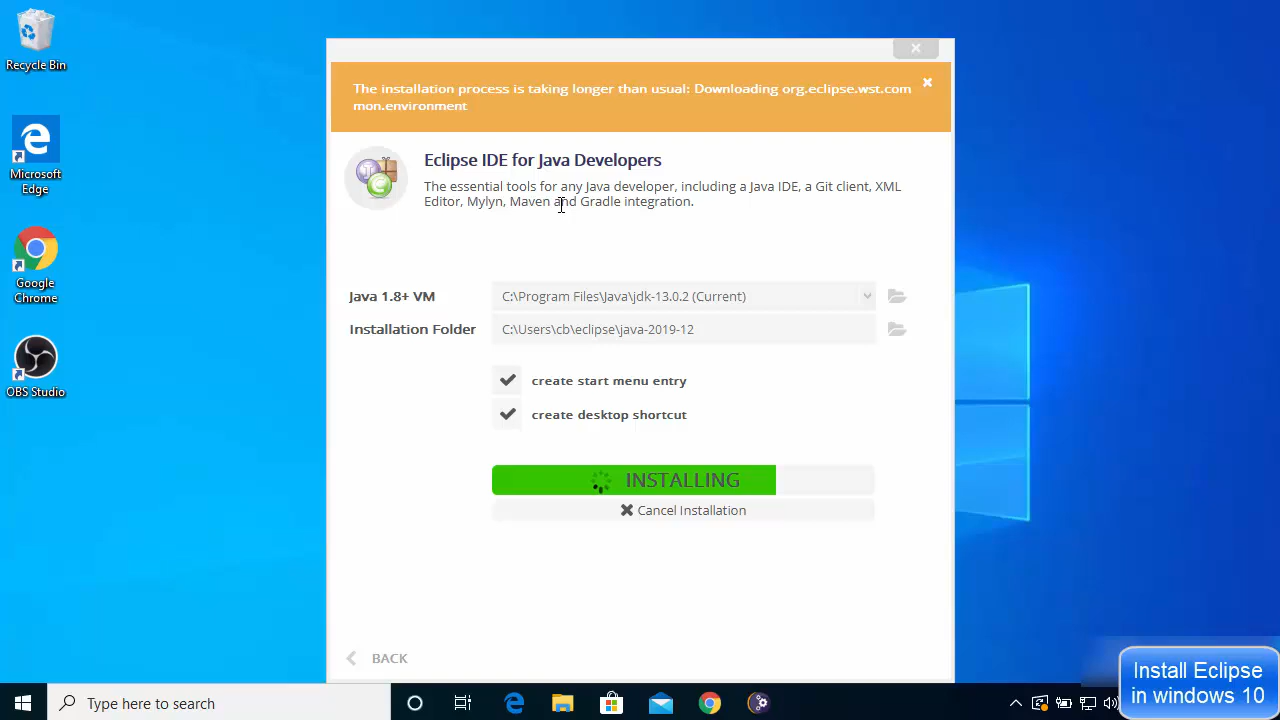 Recycle Bin
Microsoft
Edge
Google
Chrome
OBS Studio
The installation process is taking longer than usual: Downloading org.eclipse.wst.com
mon.environment
Eclipse IDE for Java Developers
The essential tools for any Java developer, including a Java IDE, a Git client, XML
Editor, Mylyn, Maven and Gradle integration.
Java 1.8+ VM
C:\Program Files\Java\jdk-13.0.2 (Current)
Installation Folder
C:\Users\cb\eclipse\java-2019-12
create start menu entry
create desktop shortcut
INSTALLING
Cancel Installation
BACK
Type here to search
Install Eclipse
in windows 10